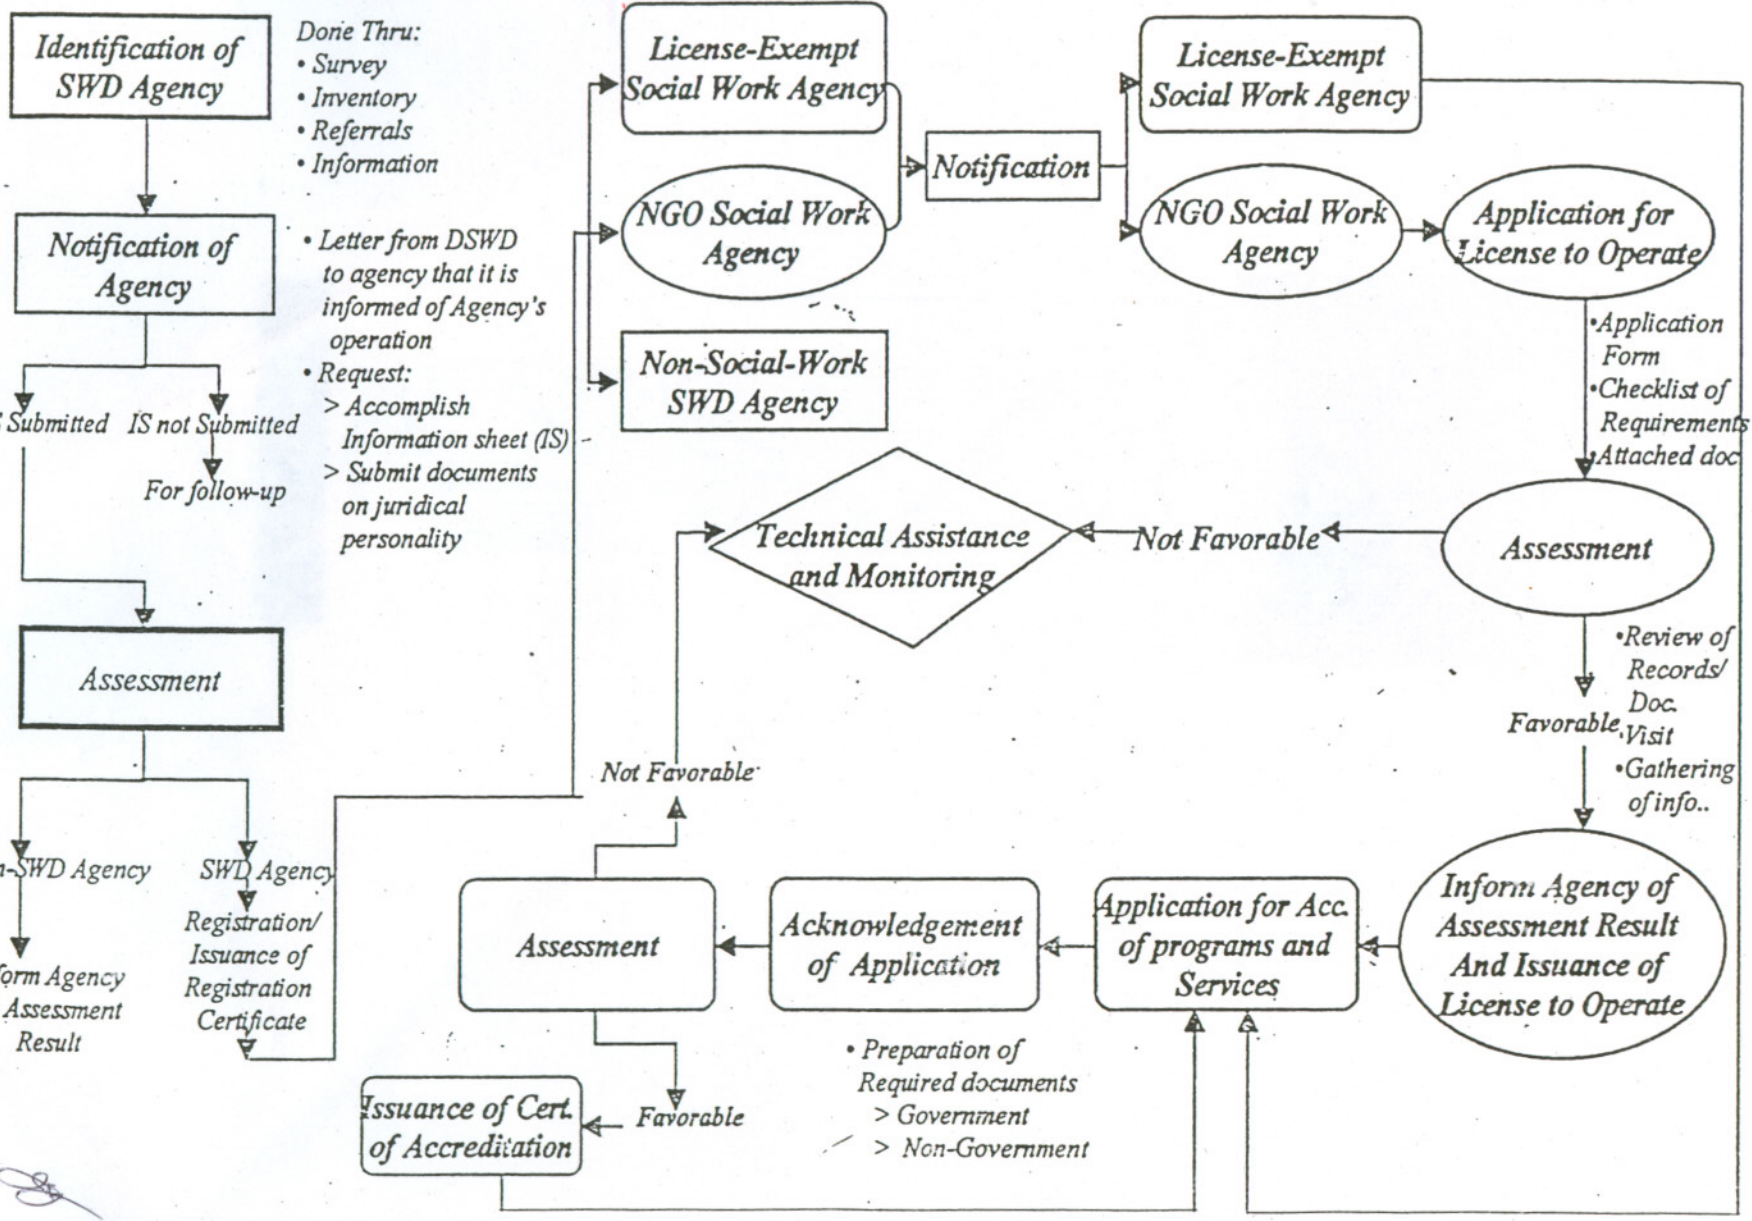 Identification of
SWD Agency
Done Thru:
• Survey
• Inventory
• Referrals
• Information
Notification of
Agency
• Letter from DSWD
to agency that it is
informed of Agency's
operation
• Request:
> Accomplish
Information sheet (IS)
> Submit documents
on juridical
personality
Submitted
IS not Submitted
For follow-up
Assessment
-SWD Agency
SWD Agency
Agency
Assessment
Result
Registration/
Issuance of
Registration
Certificate
License-Exempt
Social Work Agency
NGO Social Work
Agency
Non-Social-Work
SWD Agency
Notification
License-Exempt
Social Work Agency
NGO Social Work
Agency
Application for
License to Operate
• Application
Form
• Checklist of
Requirements
• Attached doc
Assessment
Not Favorable
Technical Assistance
and Monitoring
• Review of
Records/
Doc.
• Visit
• Gathering
of info..
Favorable
Inform Agency of
Assessment Result
And Issuance of
License to Operate
Application for Acc.
of programs and
Services
Acknowledgement
of Application
• Preparation of
Required documents
> Government
> Non-Government
Assessment
Not Favorable
Favorable
Issuance of Cert.
of Accreditation